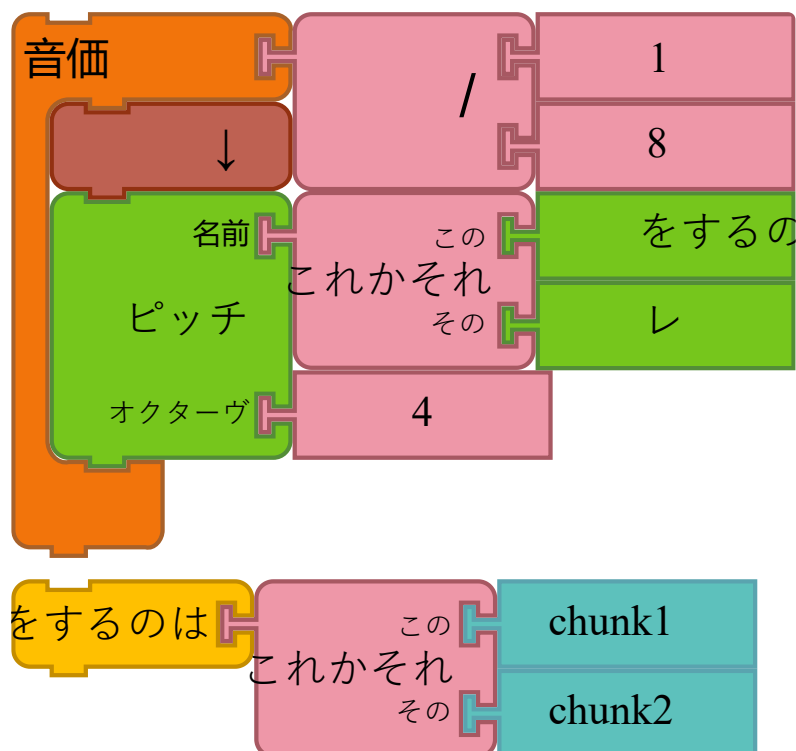 音価
/
1
8
↓
名前
この
をするの
これかそれ
その
レ
ピッチ
オクターヴ
4
をするのは
この
chunk1
これかそれ
その
chunk2